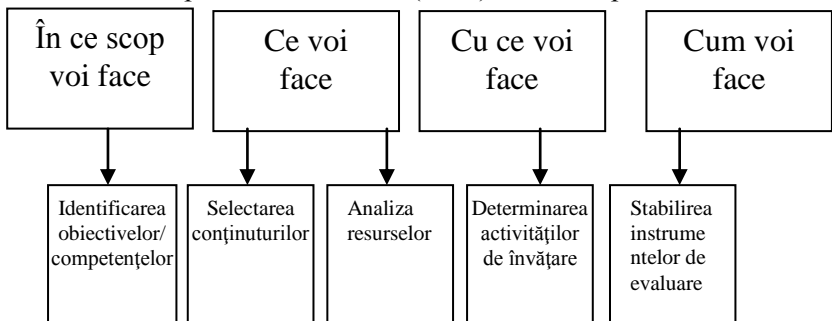 În ce scop
voi face
Ce voi
face
Cu ce voi
face
Cum voi
face
Identificarea
obiectivelor/
competenţelor
Selectarea
conţinuturilor
Analiza
resurselor
Determinarea
activităţilor
de învăţare
Stabilirea
instrume
ntelor de
evaluare